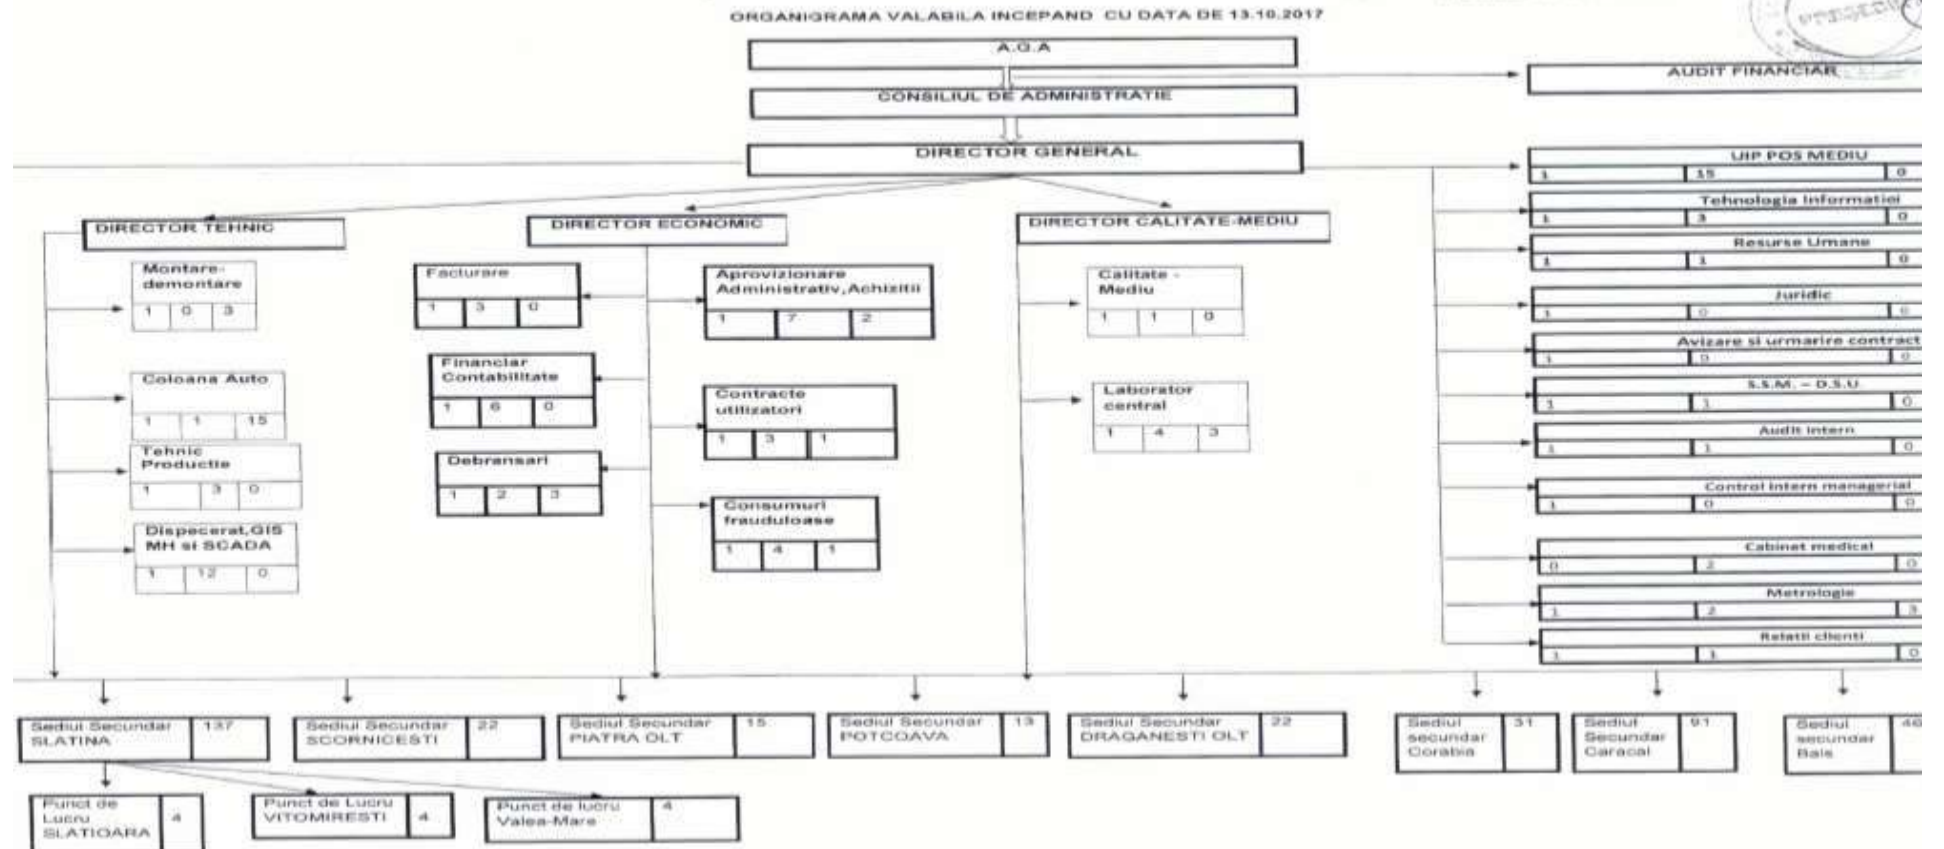 ORGANIGRAMA VALABILA INCEPAND CU DATA DE 13.10.2017
A.G.A
AUDIT FINANCIAR
CONSILIUL DE ADMINISTRATIE
DIRECTOR GENERAL
UIP POS MEDIU
1 15 0
Tehnologia Informatiei
1 3 0
Resurse Umane
1 1 0
Juridic
1 0 0
Avizare si urmarire contract
1 0 0
S.S.M. –
1 1 0
Audit Intern
1 1 0
Control intern managerial
1 0 0
Cabinet medical
0 2 0
Metrologie
1 2 3
Relatii clienti
1 1 0
DIRECTOR TEHNIC
Montare-
demontare
1 0 3
Coloana Auto
1 1 15
Tehnic
Productie
1 3 0
Dispecerat,GIS
MH si SCADA
1 12 0
DIRECTOR ECONOMIC
Facturare
1 3 0
Financiar
Contabilitate
1 6 0
Debransari
1 2 3
Aprovizionare
Administrativ,Achizitii
1 7 2
Contracte
utilizatori
1 3 1
Consumuri
frauduloase
1 4 1
DIRECTOR CALITATE-MEDIU
Calitate -
Mediu
1 1 0
Laborator
central
1 4 3
Sediul Secundar 137
SLATINA
Sediul Secundar 22
SCORNICESTI
Sediul Secundar 15
PIATRA OLT
Sediul Secundar 13
POTCOAVA
Sediul Secundar 22
DRAGANESTI OLT
Sediul 31
secundar
Corabia
Sediul 91
Secundar
Caracal
Sediul 46
secundar
Bals
Punct de
Lucru 4
SLATIOARA
Punct de Lucru
VITOMIRESTI 4
Punct de lucru 4
Valea-Mare